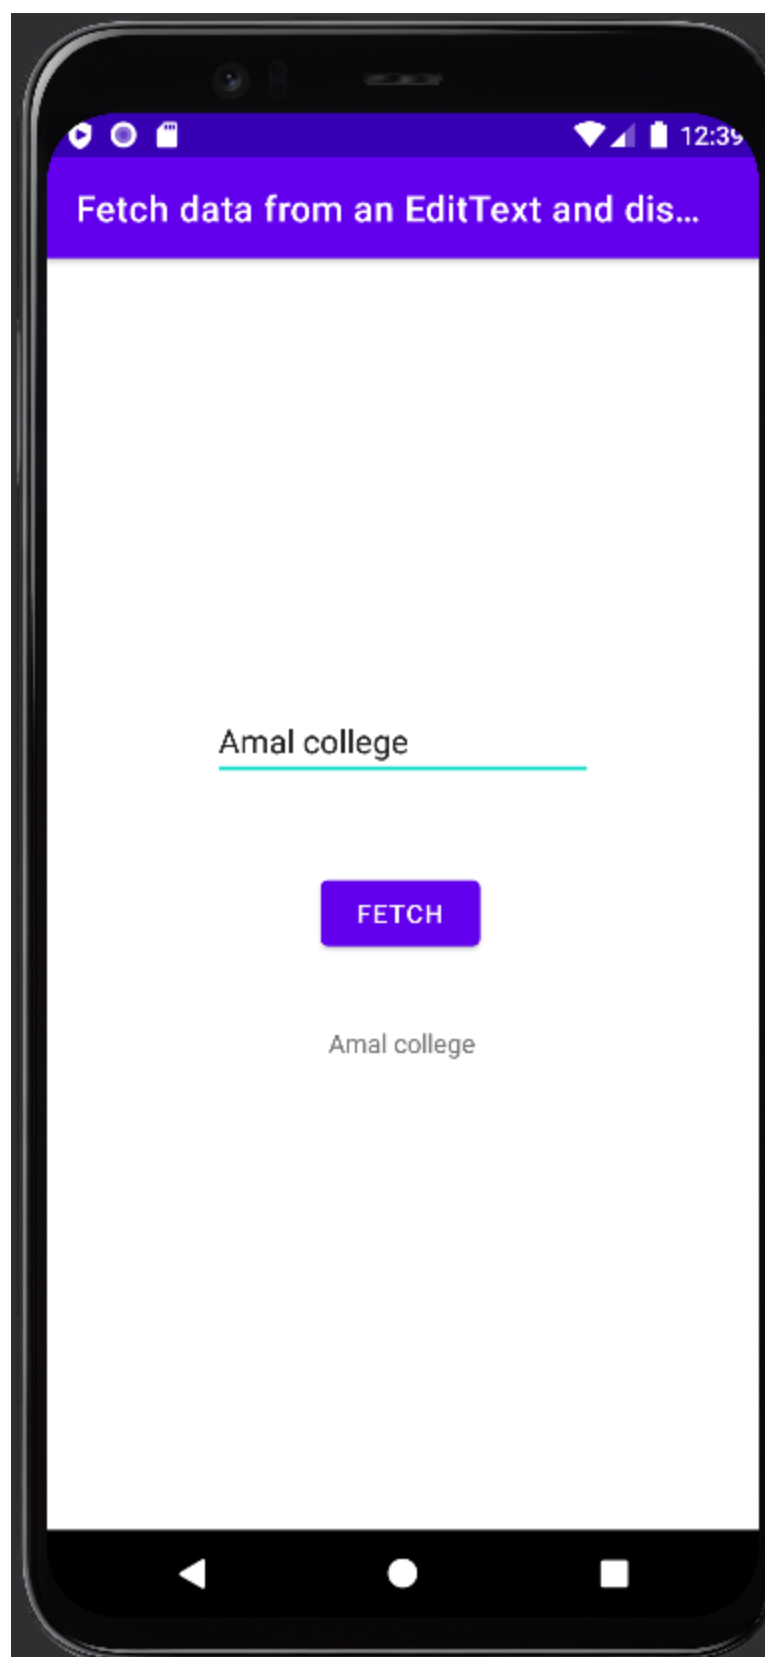 12:39
Fetch data from an EditText and dis...
Amal college
FETCH
Amal college